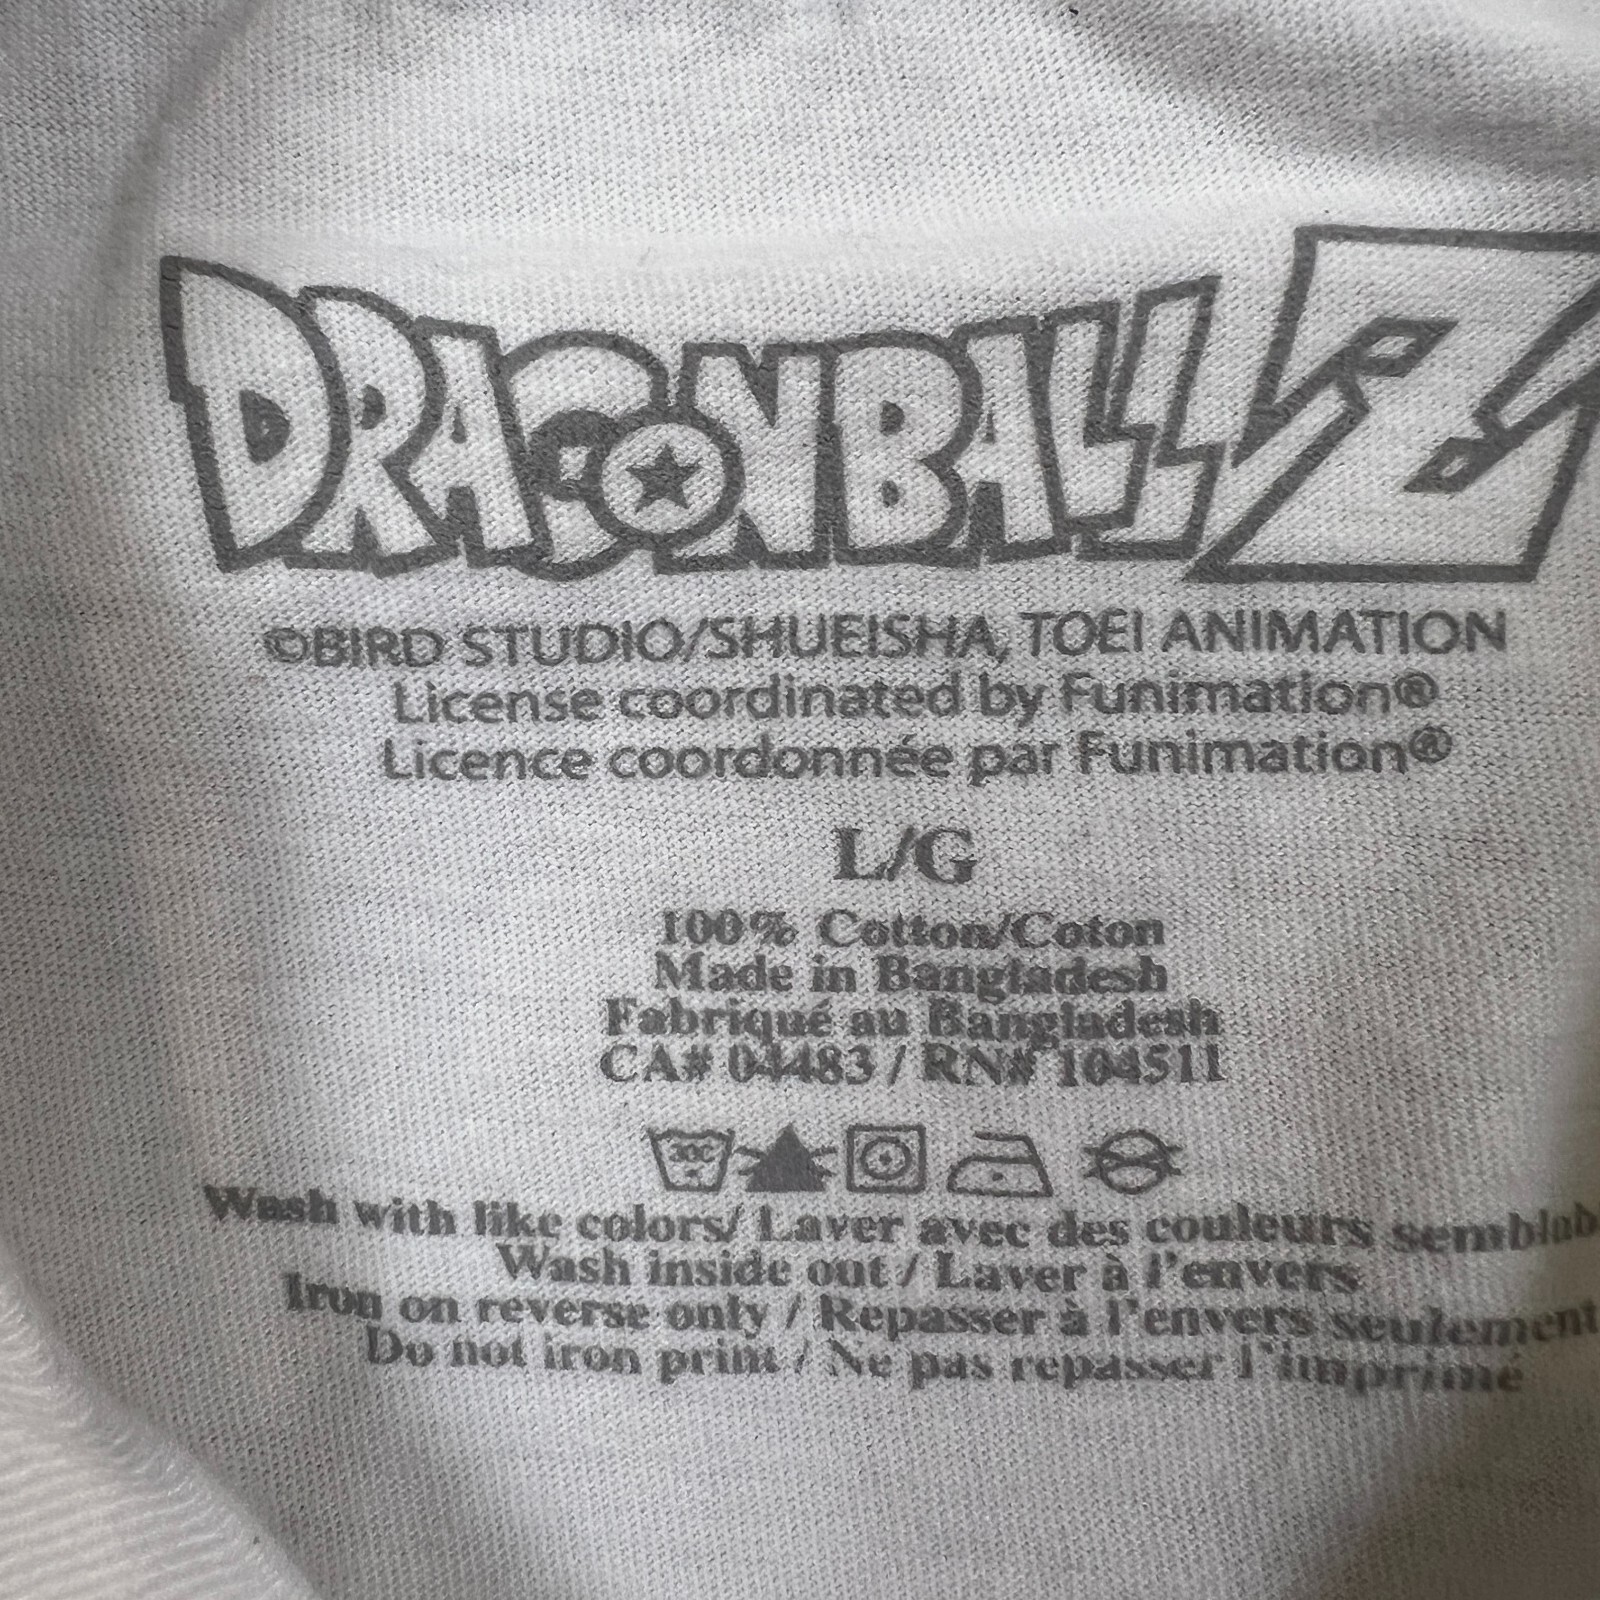 DRAGONBALL Z
©BIRD STUDIO/SHUEISHA, TOEI ANIMATION
License coordinated by Funimation®
Licence coordonnée par Funimation®
L/G
100% Cotton/Coton
Made in Bangladesh
Fabriqué au Bangladesh
CA# 04483 / RN# 104511
30C
Wash with like colors/ Laver avec des couleurs semblab
Wash inside out / Laver à l'envers
Iron on reverse only / Repasser à l'envers seulement
Do not iron print / Ne pas repasser l'imprimé